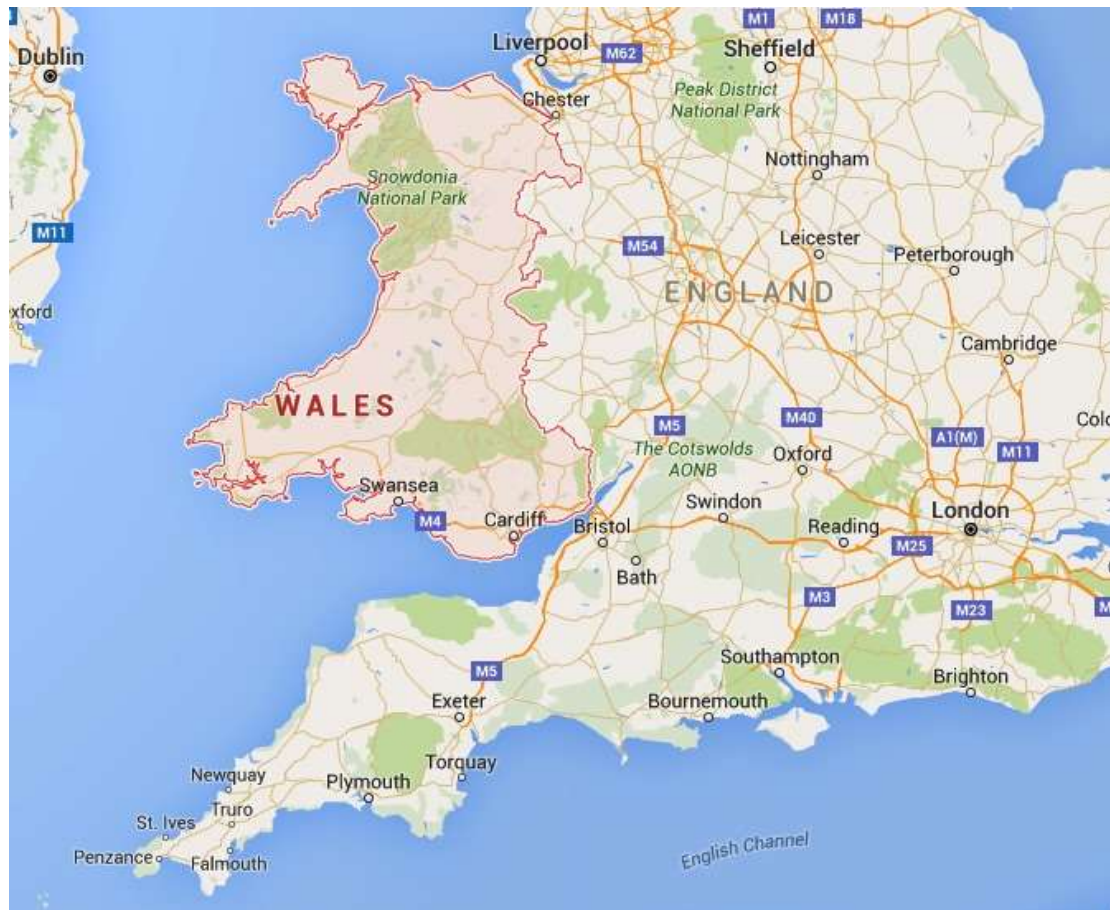 M1
M18
Liverpool
Dublin
M62
Sheffield
Chester
Peak District
National Park
Nottingham
Snowdonia
National Park
M11
M54
Leicester
Peterborough
ENGLAND
exford
Cambridge
WALES
M5
M40
Colc
A1(M)
The Cotswolds
AONB
Oxford
M11
Swansea
Swindon
London
M4
Cardiff
Bristol
Reading
M25
Bath
M3
M23
M
Southampton
M5
Brighton
Exeter
Bournemouth
Torquay
Newquay
Plymouth
Truro
St. Ives
English Channel
Penzance
Falmouth